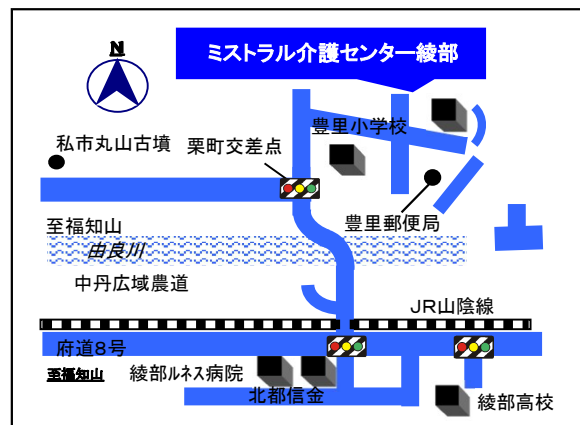 N
ミストラル介護センター綾部
豊里小学校
私市丸山古墳
栗町交差点
豊里郵便局
至福知山
由良川
中丹広域農道
JR山陰線
府道8号
至福知山
綾部ルネス病院
北都信金
綾部高校